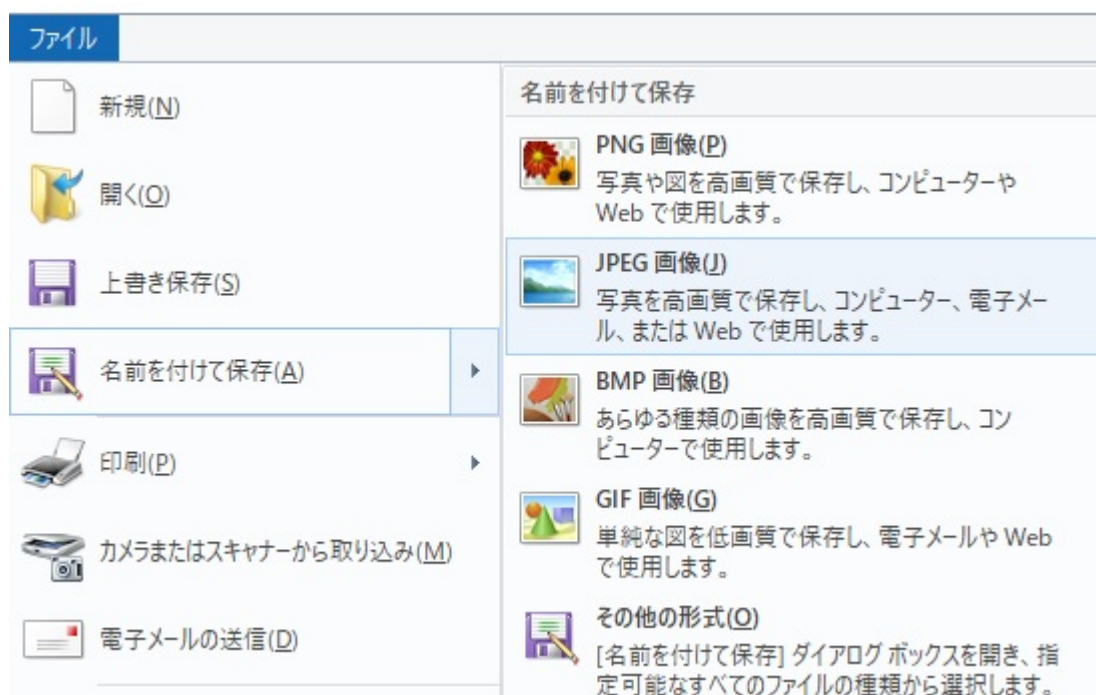 ファイル
新規(N)
開く(O)
上書き保存(S)
名前を付けて保存(A)
印刷(P)
カメラまたはスキャナーから取り込み(M)
電子メールの送信(D)
名前を付けて保存
PNG 画像(P)
写真や図を高画質で保存し、コンピューターや
Web で使用します。
JPEG 画像(J)
写真を高画質で保存し、コンピューター、電子メー
ル、または Web で使用します。
BMP 画像(B)
あらゆる種類の画像を高画質で保存し、コン
ピューターで使用します。
GIF 画像(G)
単純な図を低画質で保存し、電子メールや Web
で使用します。
その他の形式(O)
[名前を付けて保存] ダイアログ ボックスを開き、指
定可能なすべてのファイルの種類から選択します。